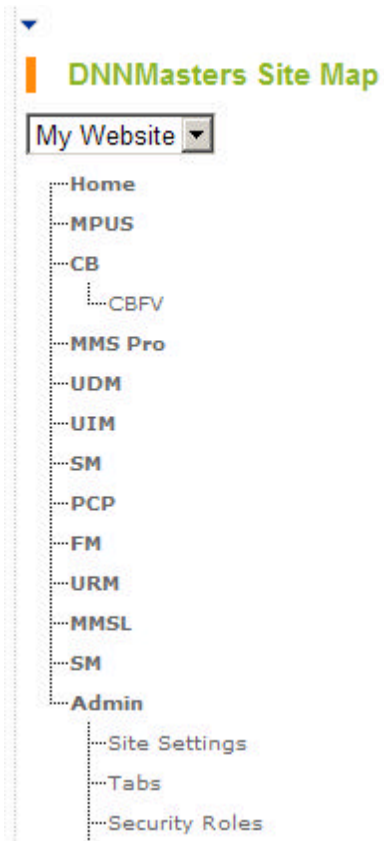 DNNMasters Site Map
My Website
Home
MPUS
CB
CBFV
MMS Pro
UDM
UIM
SM
PCP
FM
URM
MMSL
SM
Admin
Site Settings
Tabs
Security Roles